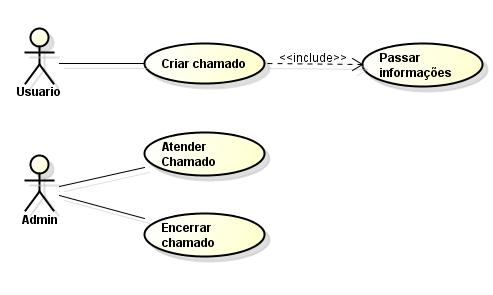 Usuario
Criar chamado
<<include>>
Passar
informações
Admin
Atender
Chamado
Encerrar
chamado